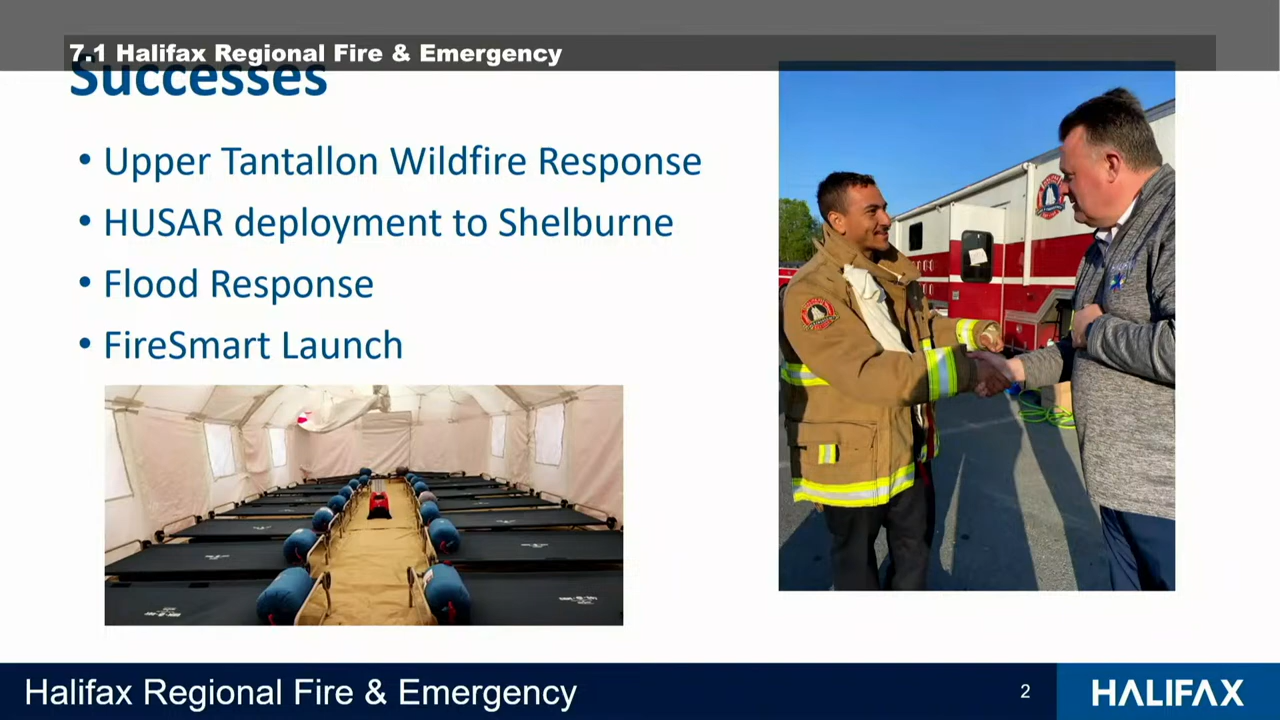 7.1 Halifax Regional Fire & Emergency
Successes
• Upper Tantallon Wildfire Response
• HUSAR deployment to Shelburne
• Flood Response
• FireSmart Launch
Halifax Regional Fire & Emergency
2
HALIFAX